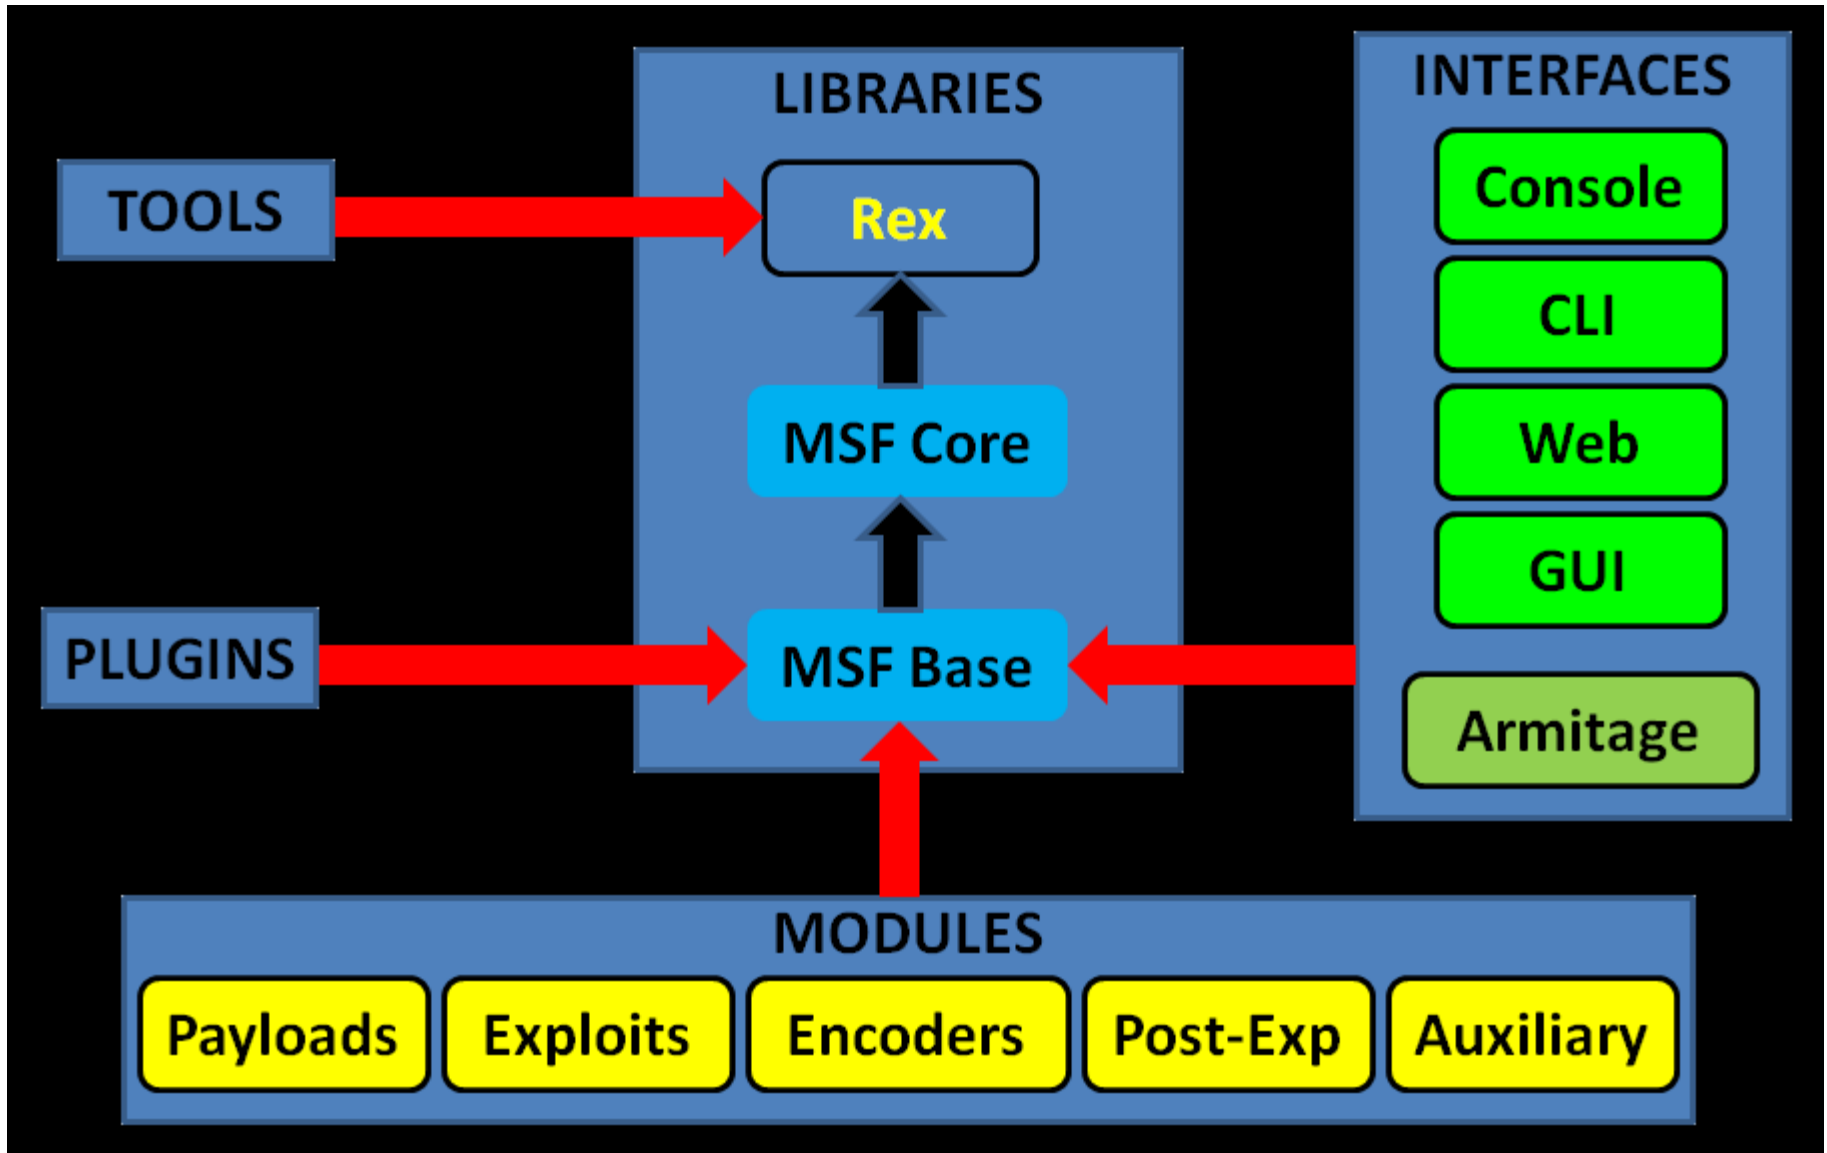 LIBRARIES
INTERFACES
TOOLS
Rex
MSF Core
PLUGINS
MSF Base
Console
CLI
Web
GUI
Armitage
MODULES
Payloads
Exploits
Encoders
Post-Exp
Auxiliary